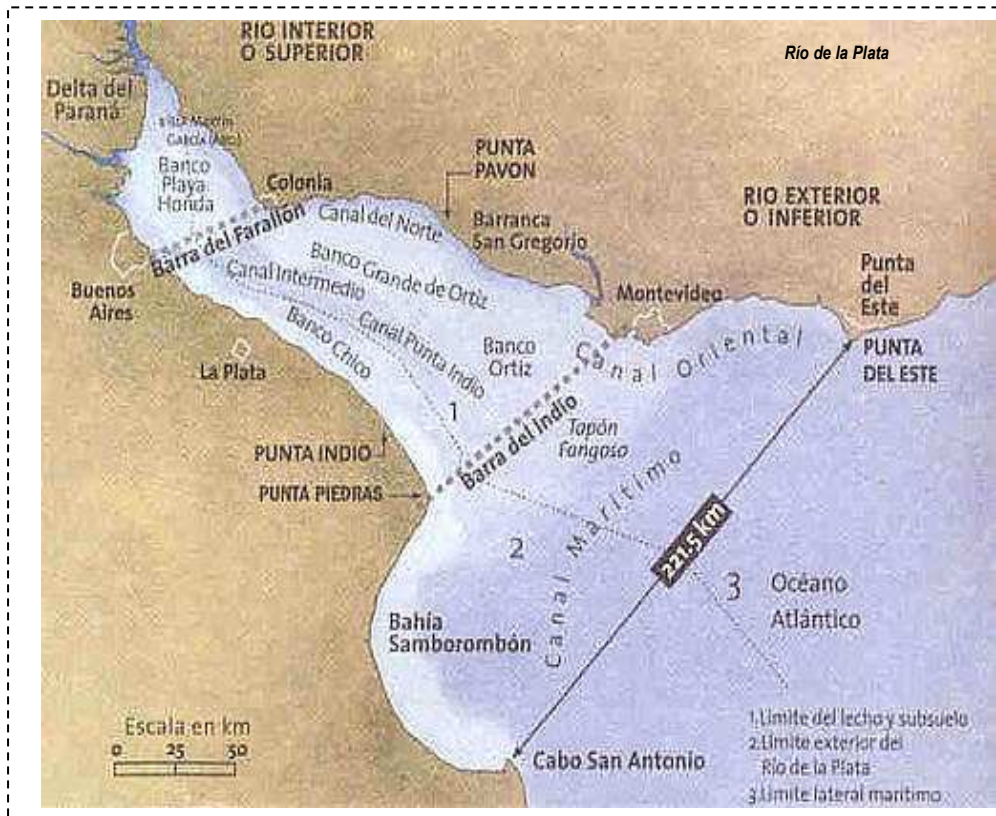 RIO INTERIOR
O SUPERIOR
Río de la Plata
Delta del
Paraná
GARCÍA (ARG)
Banco
Playa
Honda
Colonia
PUNTA
PAVON
Canal del Norte
Barra del Farallón
Barranca
San Gregorio
RIO EXTERIOR
O INFERIOR
Buenos
Aires
Canal Intermedio
Banco Grande de Ortiz
Montevideo
Punta
del
Este
La Plata
Banco Chico
Canal Punta Indio
Banco
Ortiz
Canal Oriental
PUNTA
DEL ESTE
1
Barra del Indio
Tapón
Fangoso
PUNTA INDIO
PUNTA PIEDRAS
2
Canal Marítimo
221.5 km
3
Océano
Atlántico
Bahía
Samborombón
Escala en km
0 25 50
Cabo San Antonio
1.Limite del lecho y subsuelo
2.Limite exterior del
Río de la Plata
3.Limite lateral marítimo